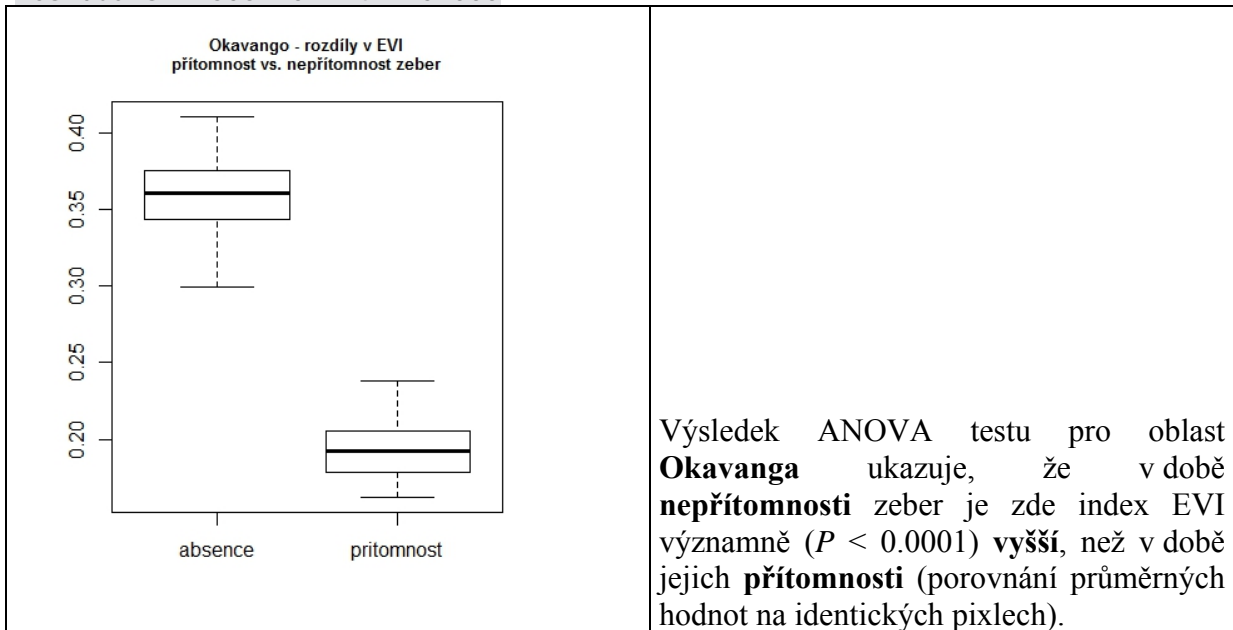 Okavango - rozdíly v EVI
přítomnost vs. nepřítomnost zeber
0.40
0.35
0.30
0.25
0.20
absence
pritomnost
Výsledek ANOVA testu pro oblast
Okavanga ukazuje, že v době
nepřítomnosti zeber je zde index EVI
významně (P < 0.0001) vyšší, než v době
jejich přítomnosti (porovnání průměrných
hodnot na identických pixlech).